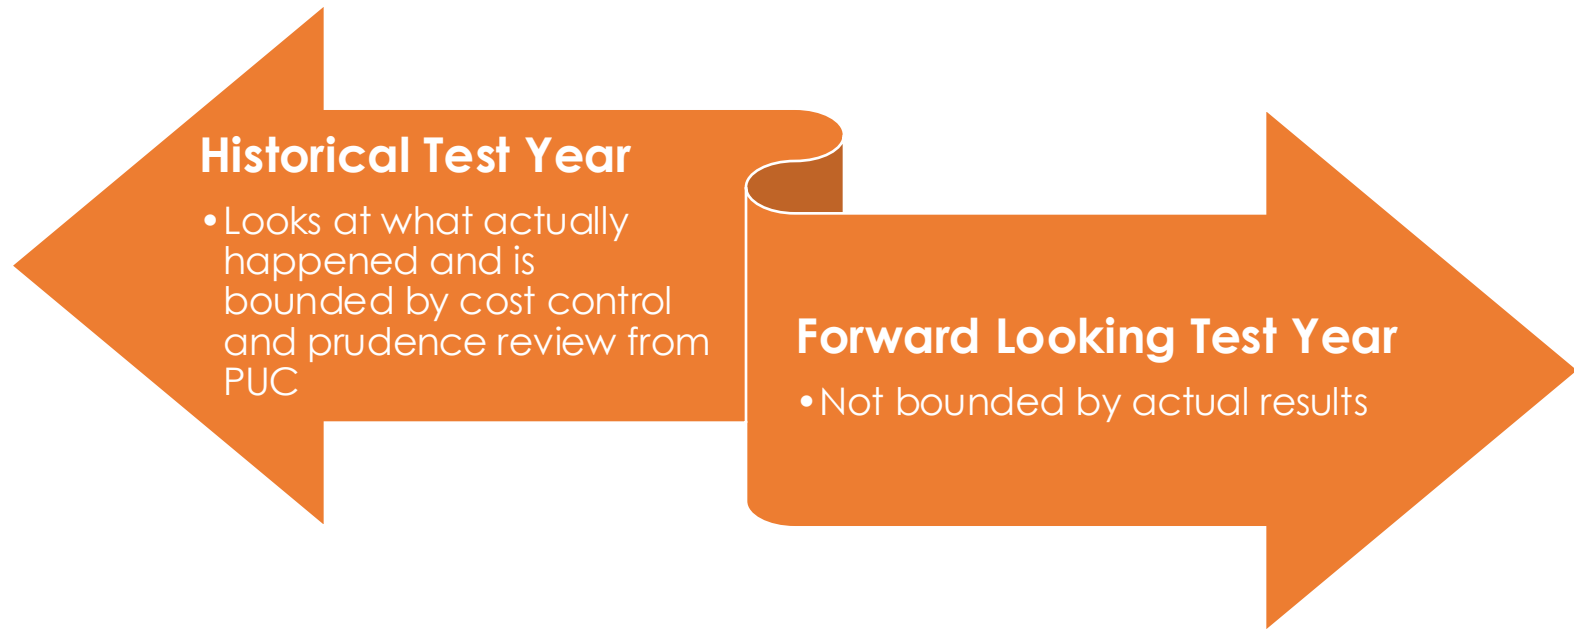 Historical Test Year
•Looks at what actually
happened and is
bounded by cost control
and prudence review from
PUC
Forward Looking Test Year
•Not bounded by actual results